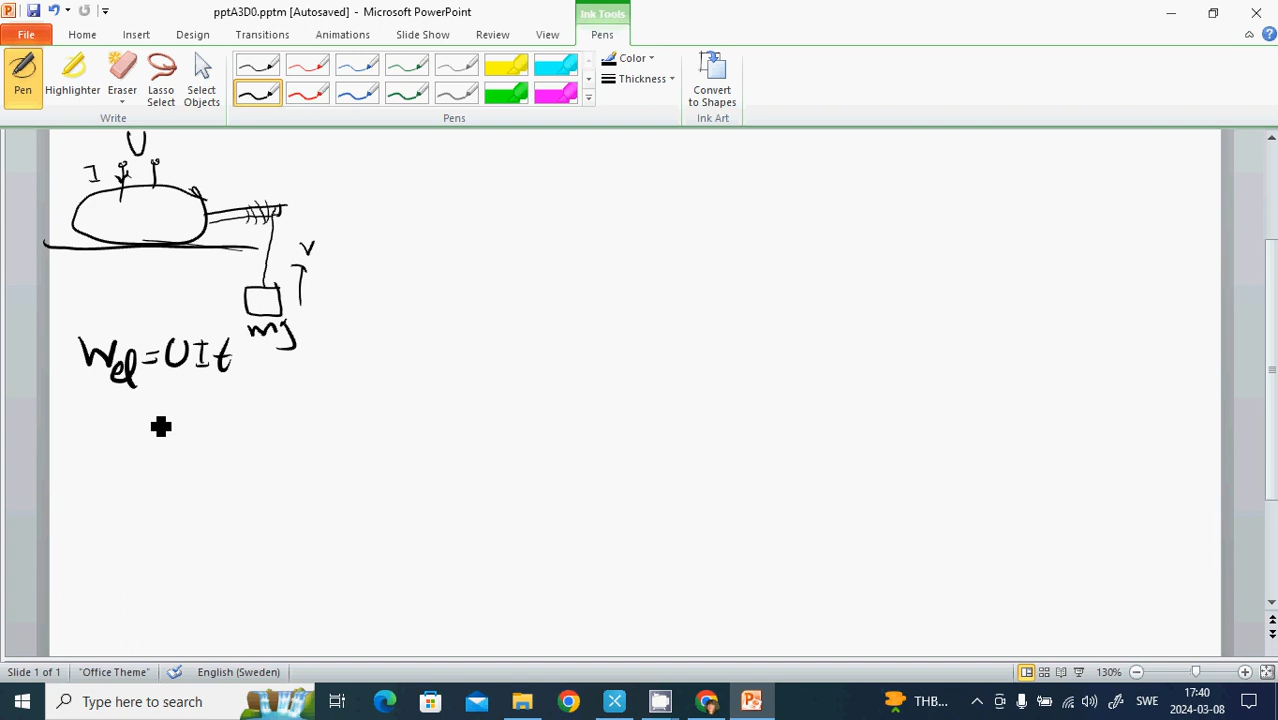 pptA3D0.pptm [Autosaved] - Microsoft PowerPoint
Ink Tools
File Home Insert Design Transitions Animations Slide Show Review View Pens
Pen
Highlighter
Eraser
Lasso Select
Select Objects
Color
Thickness
Convert to Shapes
Write
Pens
Ink Art
U
I
v
mg
Wel = U I t
Slide 1 of 1 "Office Theme" English (Sweden) 130%
Type here to search
THB...
SWE
17:40
2024-03-08